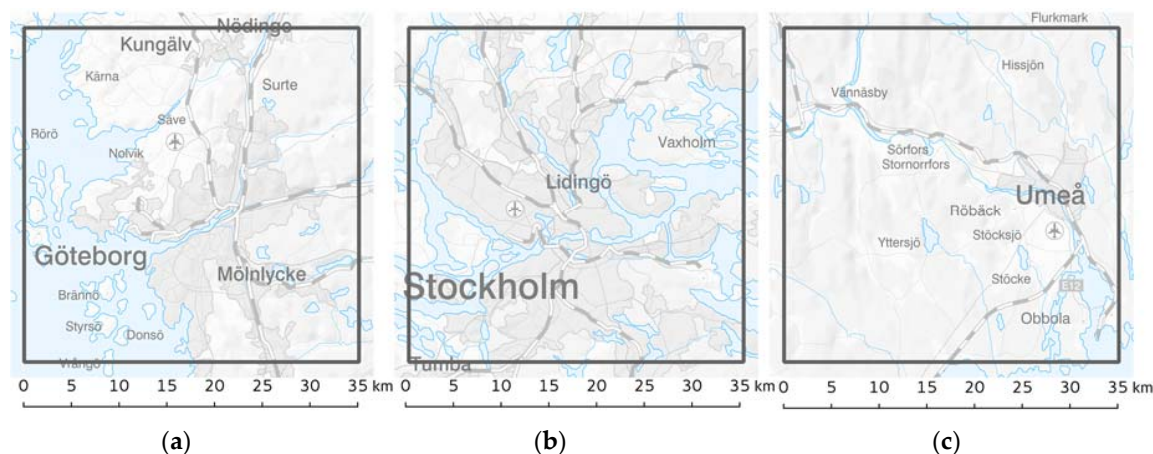 Nödinge
Kungälv
Kärna
Surte
Säve
Rörö
Nolvik
Göteborg
Mölnlycke
Brännö
Styrsö
Donsö
Vrångö
0 5 10 15 20 25 30 35 km
(a)
Vaxholm
Lidingö
Stockholm
Tumba
0 5 10 15 20 25 30 35 km
(b)
Flurkmark
Hissjön
Vännäsby
Sörfors
Stornorrfors
Umeå
Röbäck
Yttersjö
Stöcksjö
Stöcke
E12
Obbola
0 5 10 15 20 25 30 35 km
(c)